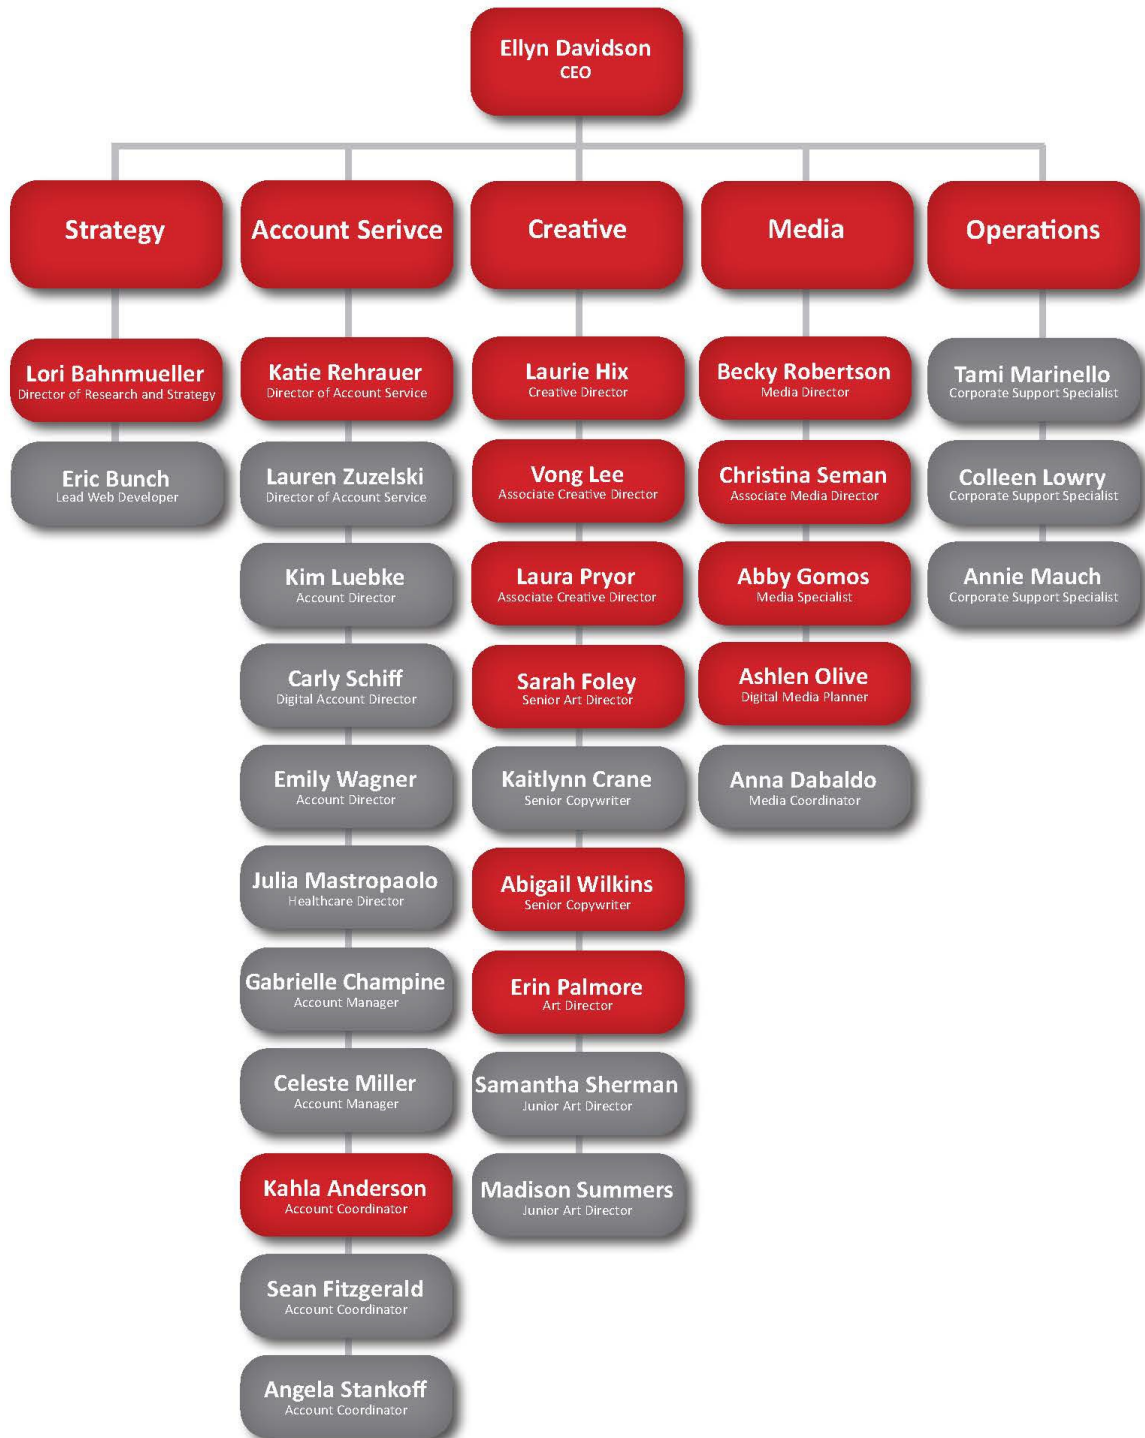 Ellyn Davidson
CEO
Strategy
Account Serivce
Creative
Media
Operations
Lori Bahnmueller
Director of Research and Strategy
Eric Bunch
Lead Web Developer
Katie Rehrauer
Director of Account Service
Lauren Zuzelski
Director of Account Service
Kim Luebke
Account Director
Carly Schiff
Digital Account Director
Emily Wagner
Account Director
Julia Mastropaolo
Healthcare Director
Gabrielle Champine
Account Manager
Celeste Miller
Account Manager
Kahla Anderson
Account Coordinator
Sean Fitzgerald
Account Coordinator
Angela Stankoff
Account Coordinator
Laurie Hix
Creative Director
Vong Lee
Associate Creative Director
Laura Pryor
Associate Creative Director
Sarah Foley
Senior Art Director
Kaitlynn Crane
Senior Copywriter
Abigail Wilkins
Senior Copywriter
Erin Palmore
Art Director
Samantha Sherman
Junior Art Director
Madison Summers
Junior Art Director
Becky Robertson
Media Director
Christina Seman
Associate Media Director
Abby Gomos
Media Specialist
Ashlen Olive
Digital Media Planner
Anna Dabaldo
Media Coordinator
Tami Marinello
Corporate Support Specialist
Colleen Lowry
Corporate Support Specialist
Annie Mauch
Corporate Support Specialist